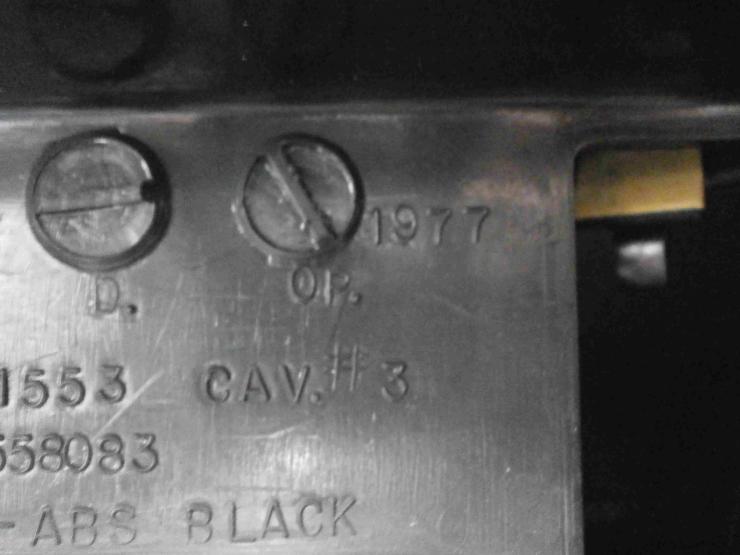 1977
D. OP.
1553 CAV.#3
558083
-ABS BLACK